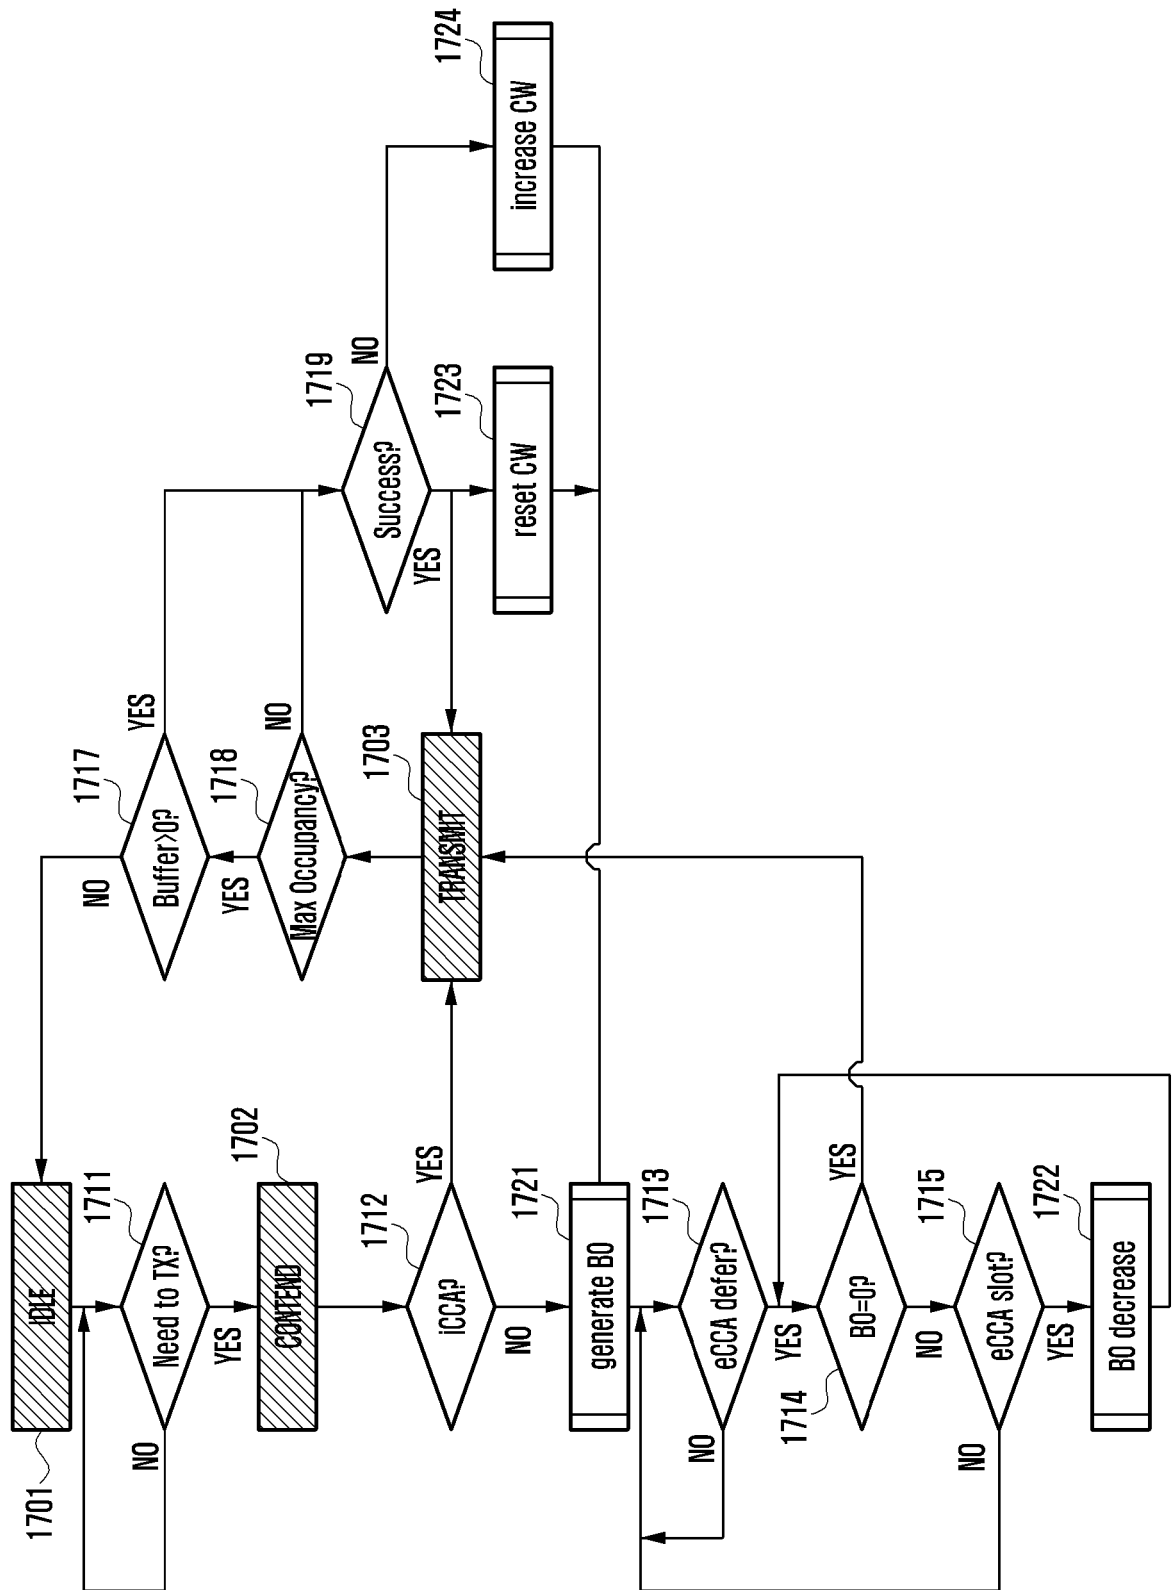 1701
IDLE
1711
Need to TX?
NO
YES
1702
CONTEND
1712
iCCA?
YES
NO
1721
generate BO
1713
eCCA defer?
NO
YES
1714
BO=0?
YES
NO
1715
eCCA slot?
NO
YES
1722
BO decrease
1717
Buffer>0?
NO
YES
1718
Max Occupancy?
YES
NO
1703
TRANSMIT
1719
Success?
YES
NO
1723
reset CW
1724
increase CW